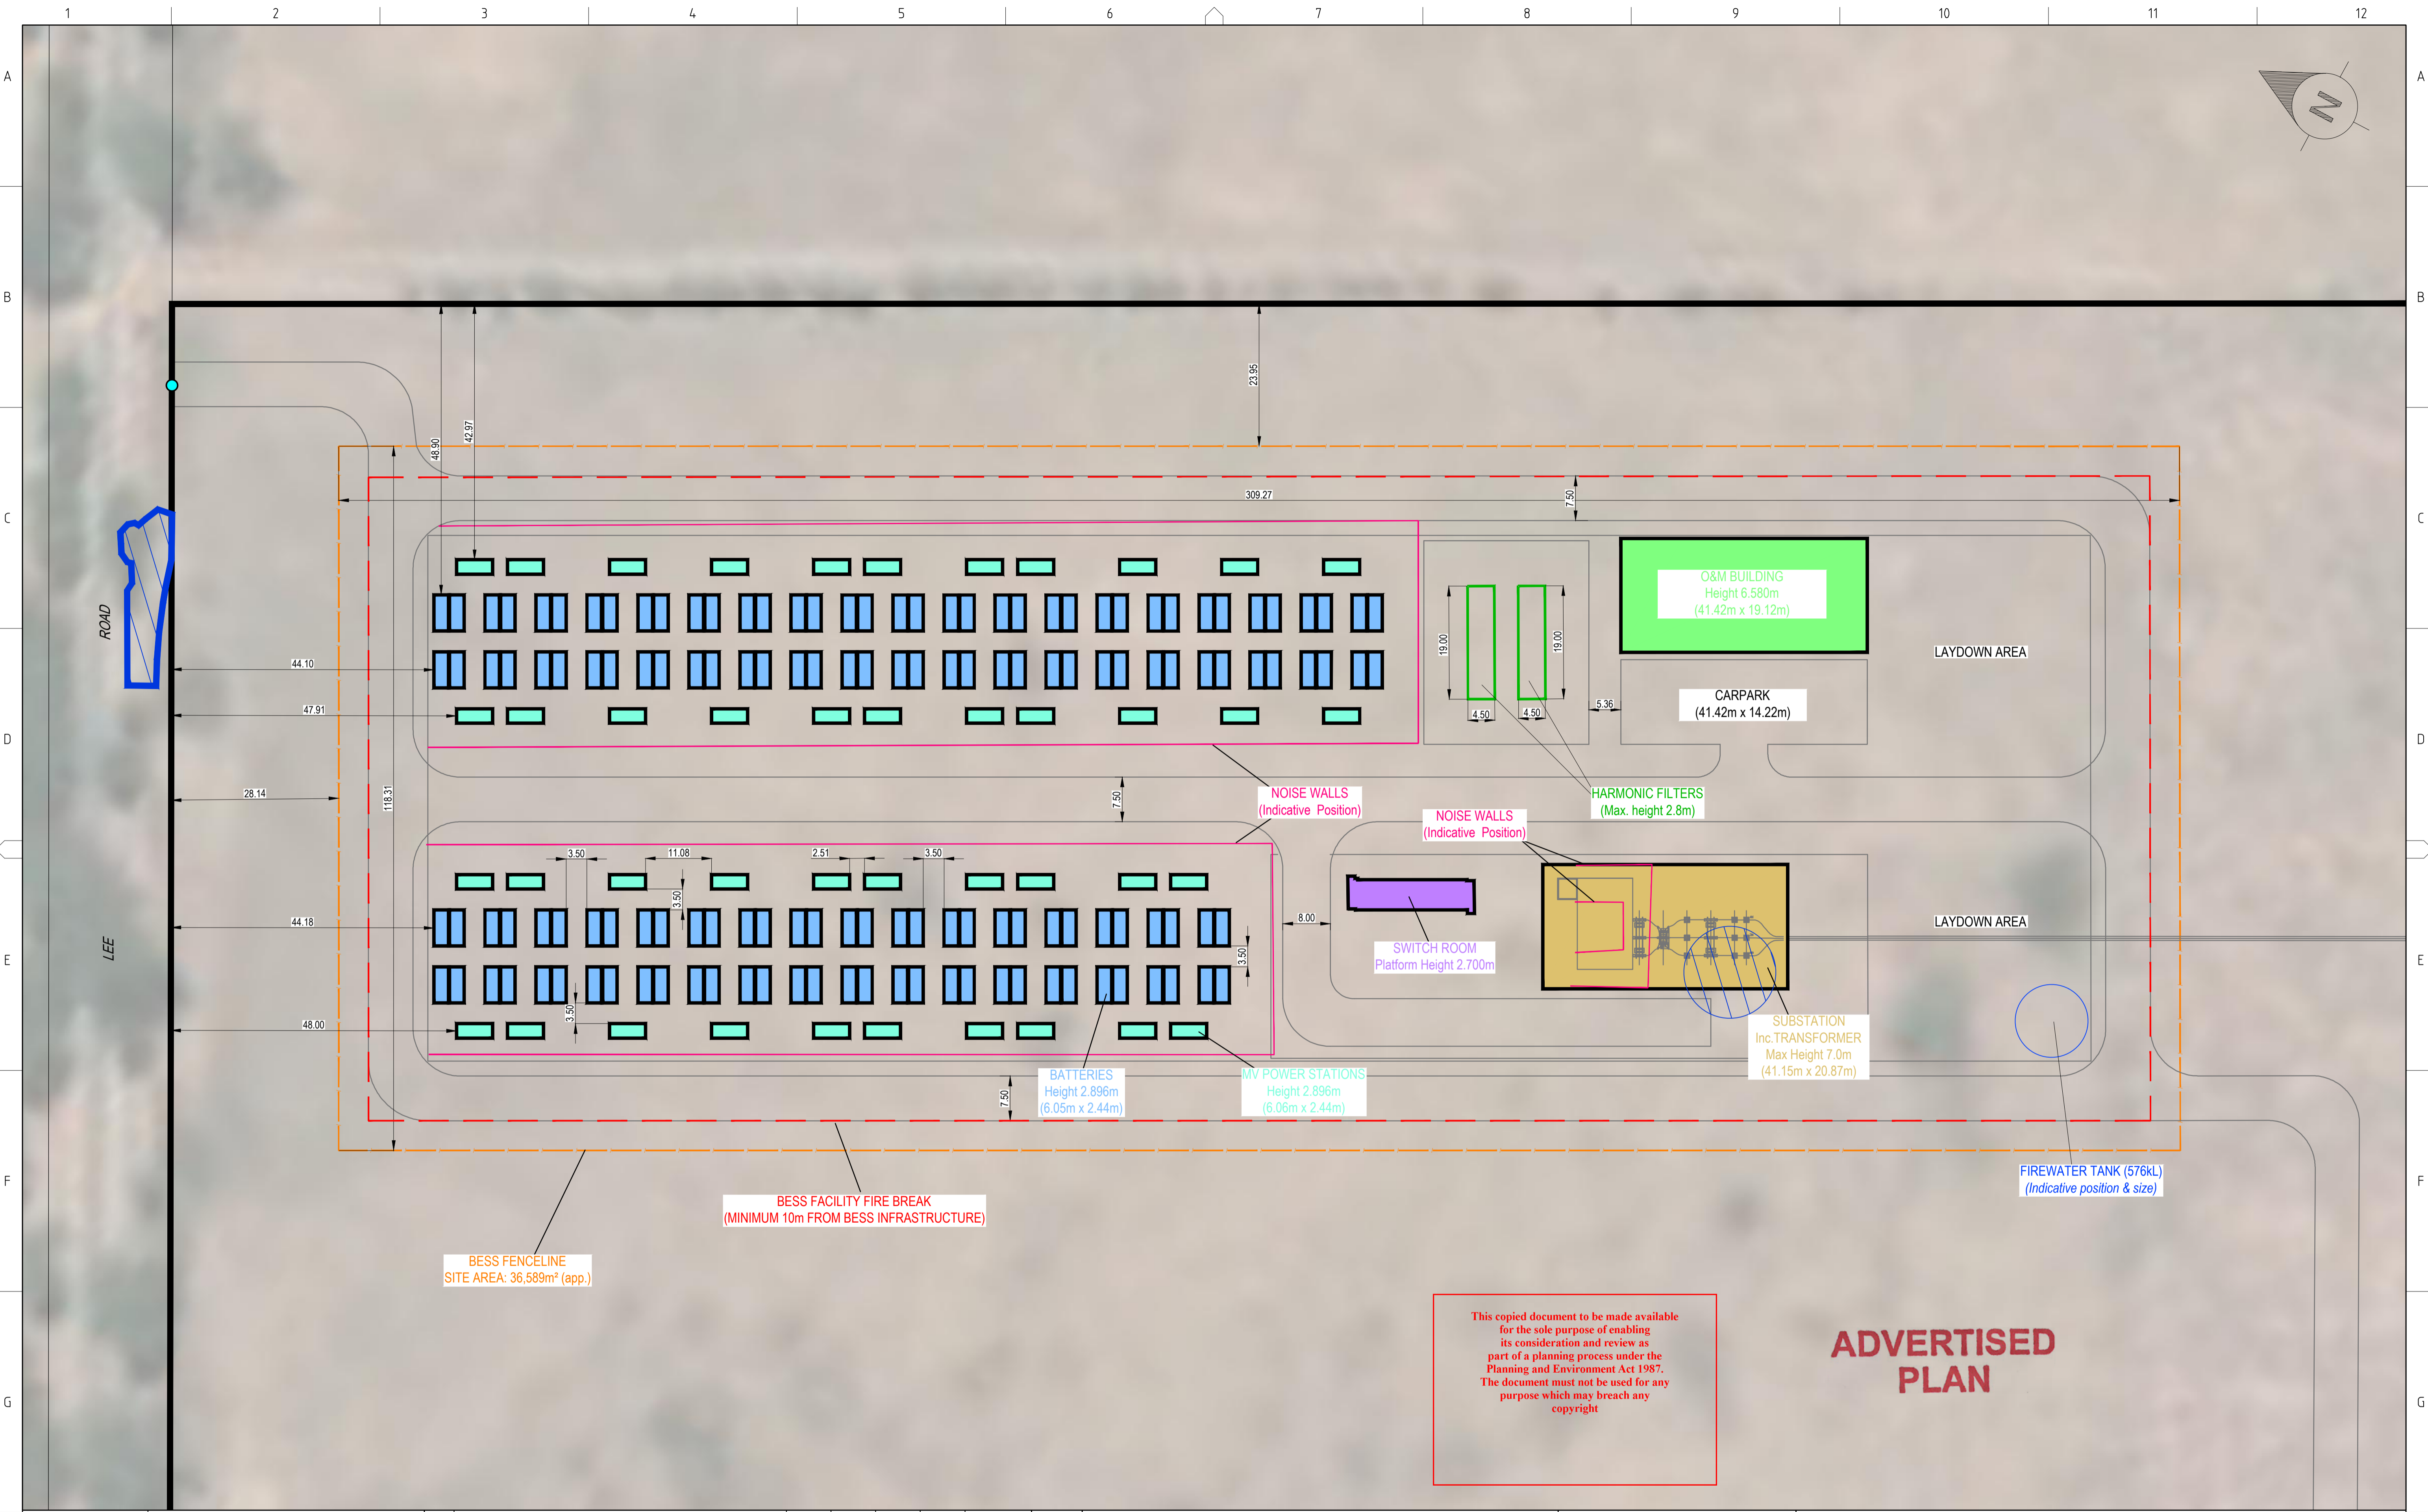 1 2 3 4 5 6 7 8 9 10 11 12
A A
N
B B
23.95
48.90
42.97
C C
309.27
7.50
O&M BUILDING
Height 6.580m
(41.42m x 19.12m)
ROAD
19.00
19.00
LAYDOWN AREA
44.10
CARPARK
(41.42m x 14.22m)
47.91
4.50
4.50
5.36
D D
28.14
118.31
7.50
NOISE WALLS
(Indicative Position)
HARMONIC FILTERS
(Max. height 2.8m)
NOISE WALLS
(Indicative Position)
3.50
11.08
2.51
3.50
3.50
44.18
8.00
LAYDOWN AREA
LEE
SWITCH ROOM
Platform Height 2.700m
3.50
E E
3.50
48.00
SUBSTATION
Inc.TRANSFORMER
Max Height 7.0m
(41.15m x 20.87m)
BATTERIES
Height 2.896m
(6.05m x 2.44m)
MV POWER STATIONS
Height 2.896m
(6.06m x 2.44m)
7.50
F F
FIREWATER TANK (576kL)
(Indicative position & size)
BESS FACILITY FIRE BREAK
(MINIMUM 10m FROM BESS INFRASTRUCTURE)
BESS FENCELINE
SITE AREA: 36,589m² (app.)
This copied document to be made available
for the sole purpose of enabling
its consideration and review as
part of a planning process under the
Planning and Environment Act 1987.
The document must not be used for any
purpose which may breach any
copyright
ADVERTISED
PLAN
G G